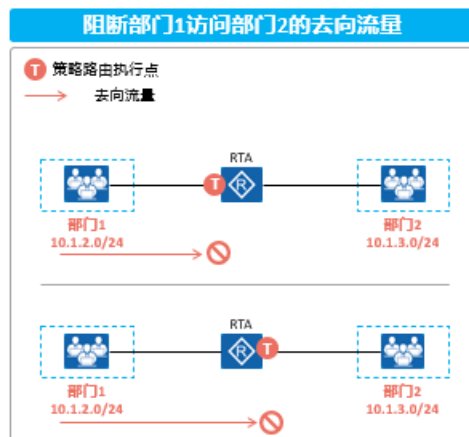 阻断部门1访问部门2的去向流量
T 策略路由执行点
去向流量
RTA
T R
部门1 部门2
10.1.2.0/24 10.1.3.0/24
RTA
R T
部门1 部门2
10.1.2.0/24 10.1.3.0/24